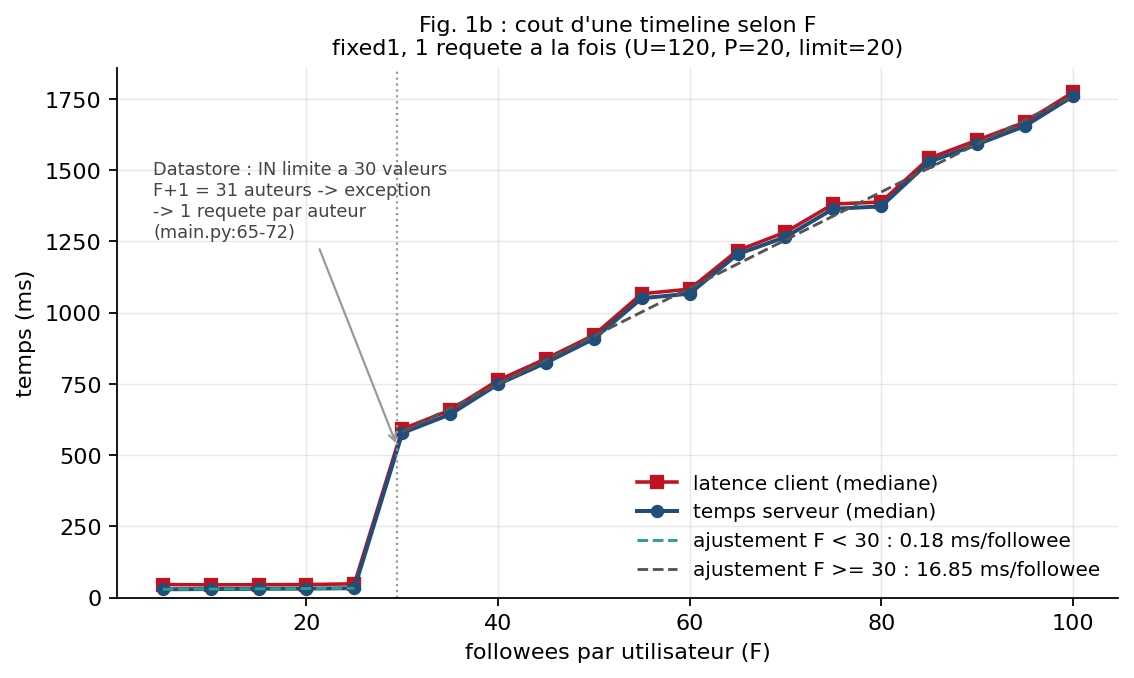 Fig. 1b : cout d'une timeline selon F
fixed1, 1 requete a la fois (U=120, P=20, limit=20)
temps (ms)
1750
1500
1250
1000
750
500
250
0
Datastore : IN limite a 30 valeurs
F+1 = 31 auteurs -> exception
-> 1 requete par auteur
(main.py:65-72)
latence client (mediane)
temps serveur (median)
ajustement F < 30 : 0.18 ms/followee
ajustement F >= 30 : 16.85 ms/followee
20
40
60
80
100
followees par utilisateur (F)